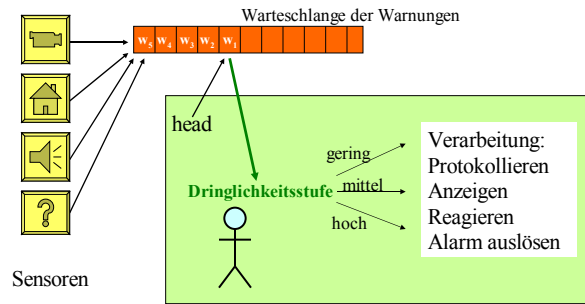 Warteschlange der Warnungen
w5 w4 w3 w2 w1
head
Dringlichkeitsstufe
gering
mittel
hoch
Verarbeitung:
Protokollieren
Anzeigen
Reagieren
Alarm auslösen
?
Sensoren